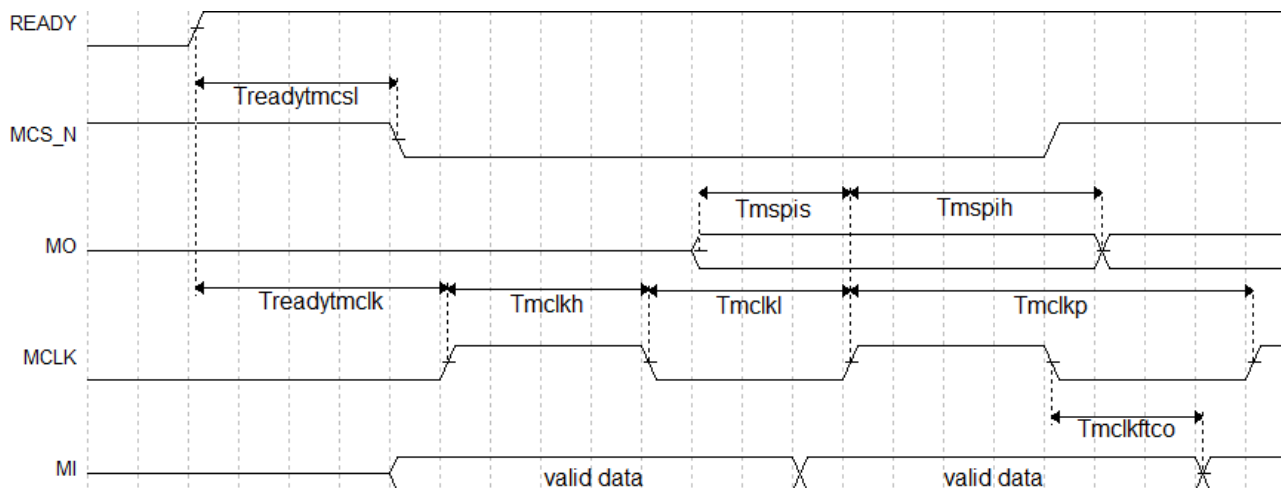 READY
Treadytmcsl
MCS_N
Tmspis
Tmspih
MO
Treadytmclk
Tmclkh
Tmclkl
Tmclkp
MCLK
Tmclkftco
MI
valid data
valid data